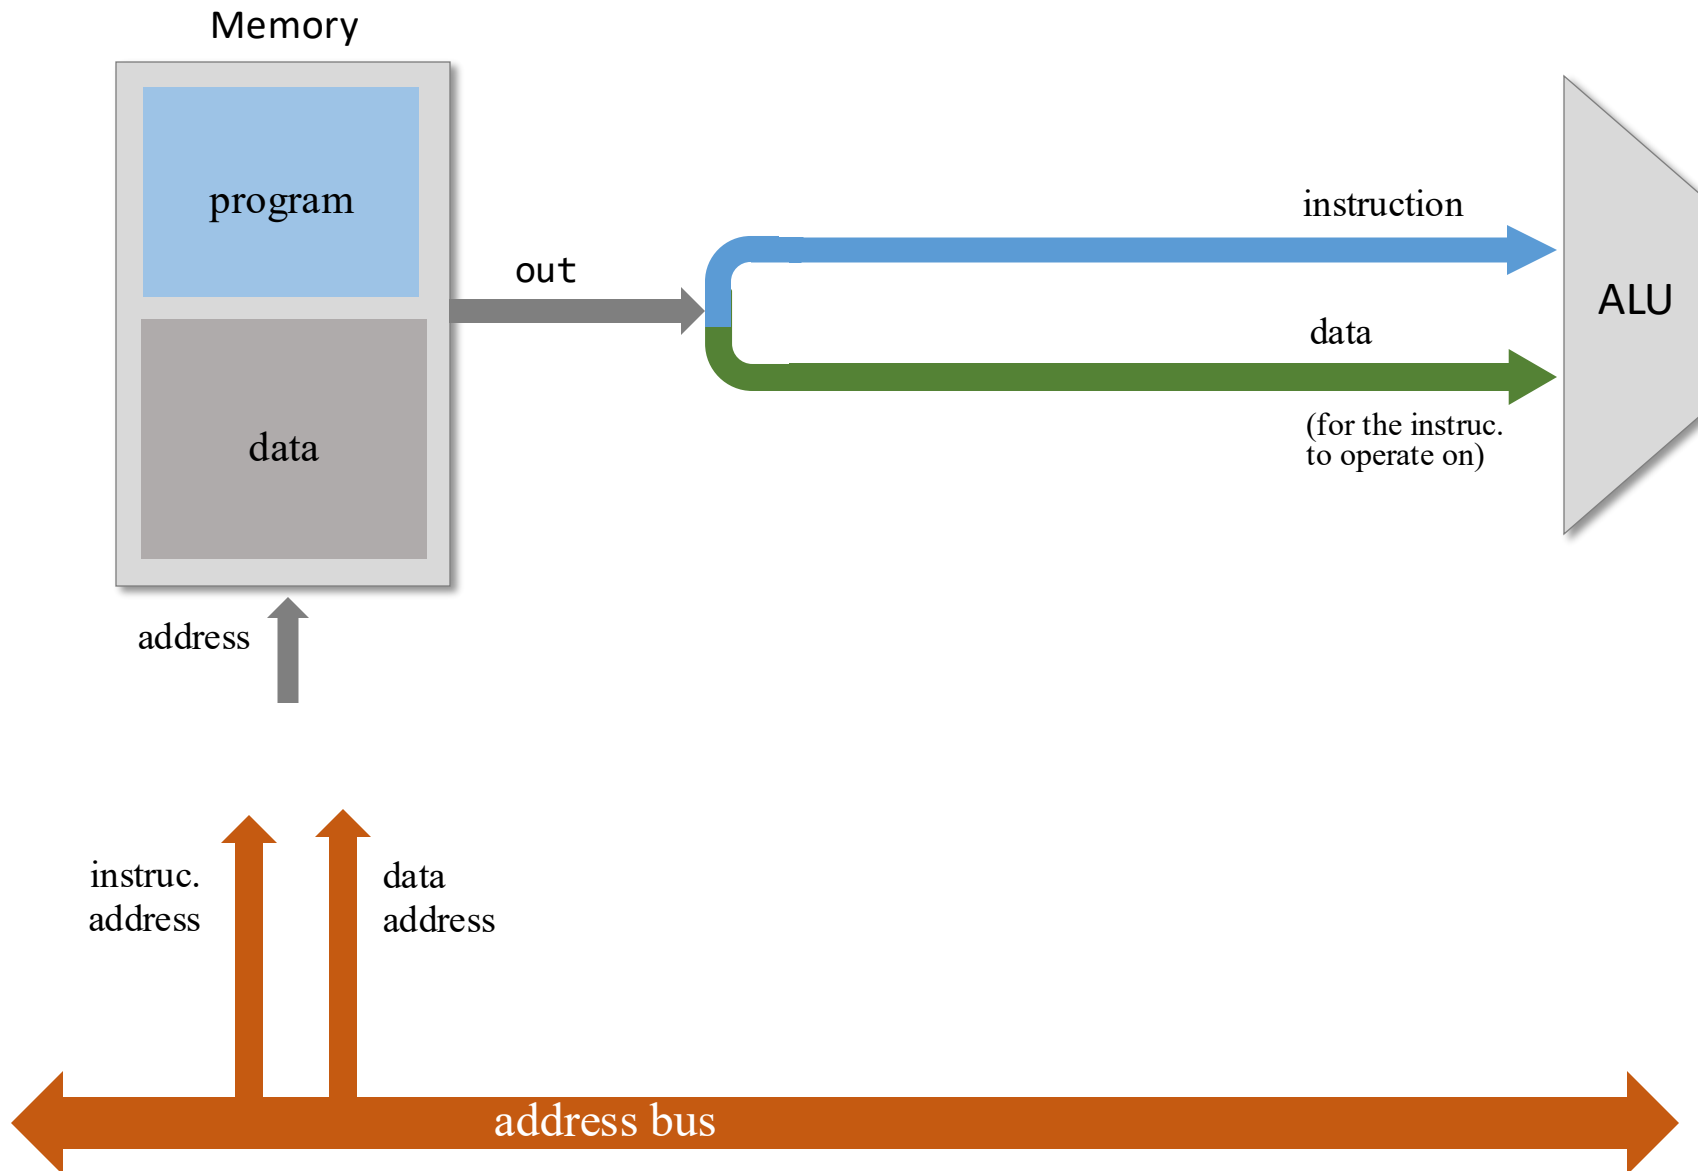 Memory
program
data
out
instruction
data
(for the instruc.
to operate on)
ALU
address
instruc.
address
data
address
address bus